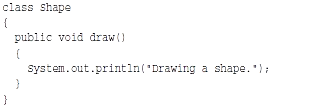 class Shape
{
  public void draw()
  {
    System.out.println("Drawing a shape.");
  }
}